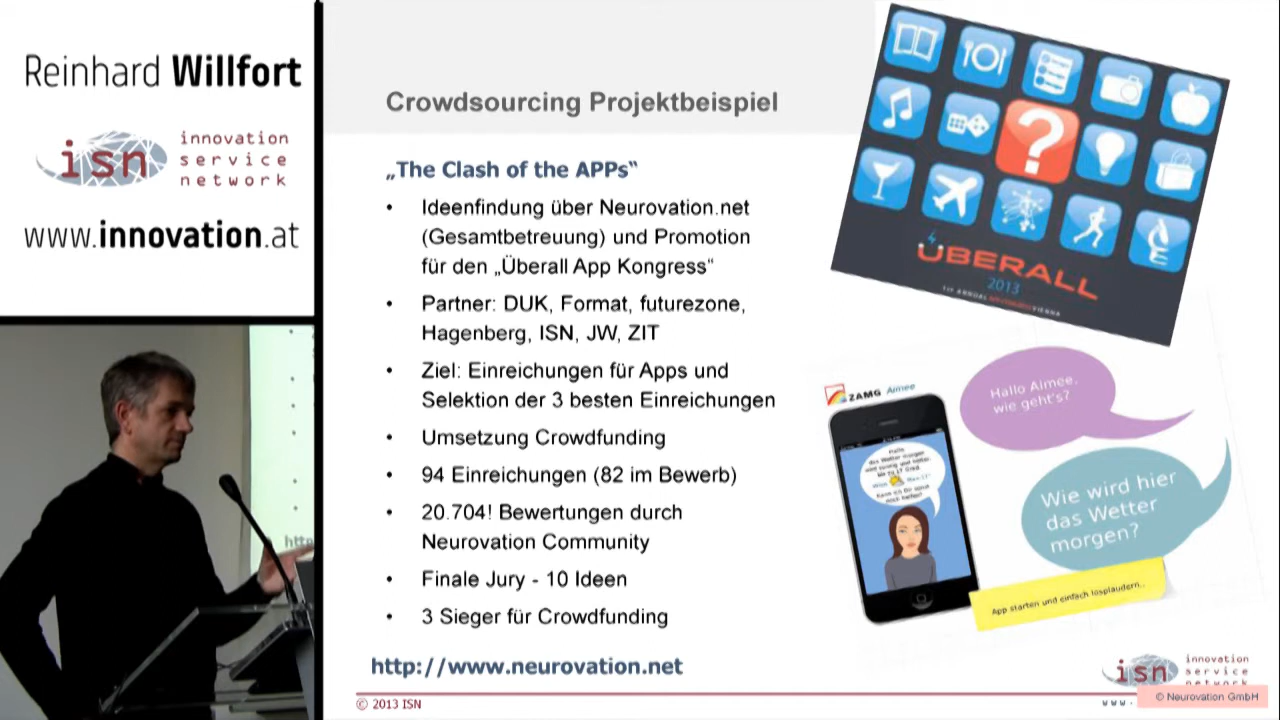 Reinhard Willfort
isn
innovation
service
network
www.innovation.at
Crowdsourcing Projektbeispiel
„The Clash of the APPs“
• Ideenfindung über Neurovation.net
(Gesamtbetreuung) und Promotion
für den „Überall App Kongress“
• Partner: DUK, Format, futurezone,
Hagenberg, ISN, JW, ZIT
• Ziel: Einreichungen für Apps und
Selektion der 3 besten Einreichungen
• Umsetzung Crowdfunding
• 94 Einreichungen (82 im Bewerb)
• 20.704! Bewertungen durch
Neurovation Community
• Finale Jury - 10 Ideen
• 3 Sieger für Crowdfunding
http://www.neurovation.net
© 2013 ISN
?
ÜBERALL
2013
ZAMG Aimee
Hallo Aimee,
wie geht's?
Wie wird hier
das Wetter
morgen?
App starten und einfach losplaudern..
isn
innovation
service
network
www.
© Neurovation GmbH
http